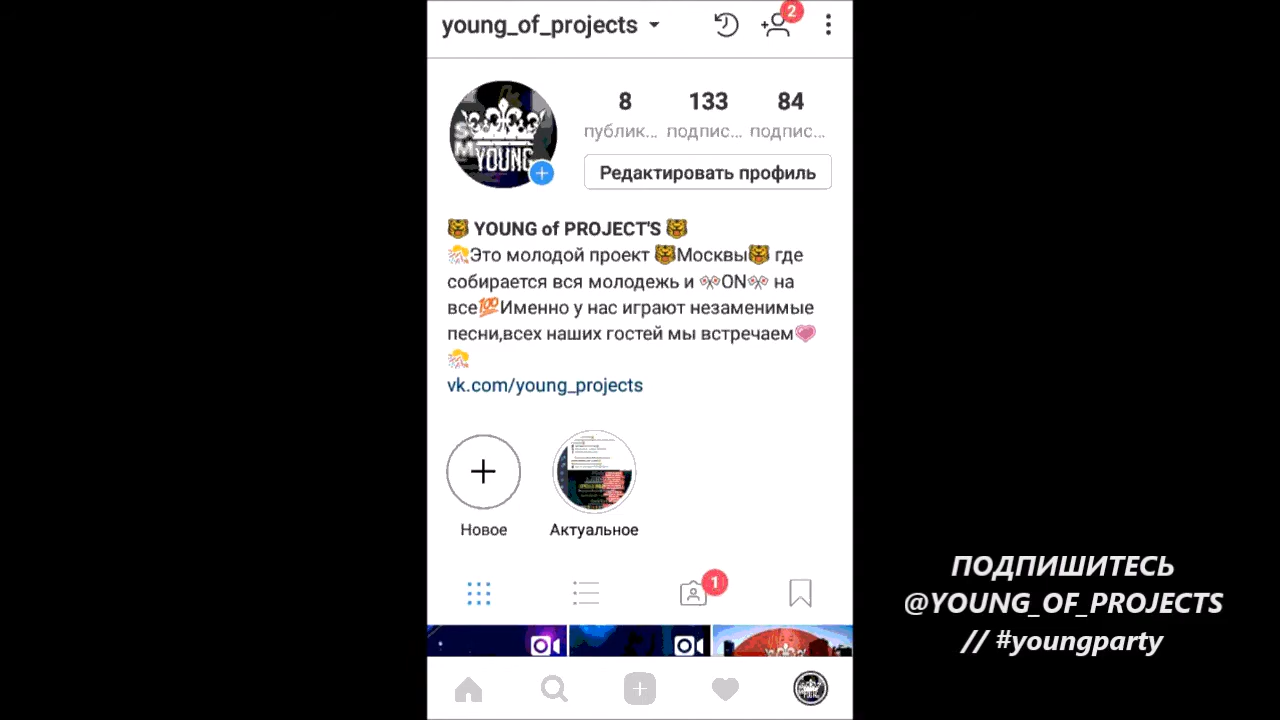 young_of_projects
2
8 133 84
публик... подпис... подпис...
YOUNG
Редактировать профиль
YOUNG of PROJECT'S
Это молодой проект Москвы где
собирается вся молодежь и ON на
все💯Именно у нас играют незаменимые
песни,всех наших гостей мы встречаем
vk.com/young_projects
Новое Актуальное
1
ПОДПИШИТЕСЬ
@YOUNG_OF_PROJECTS
// #youngparty